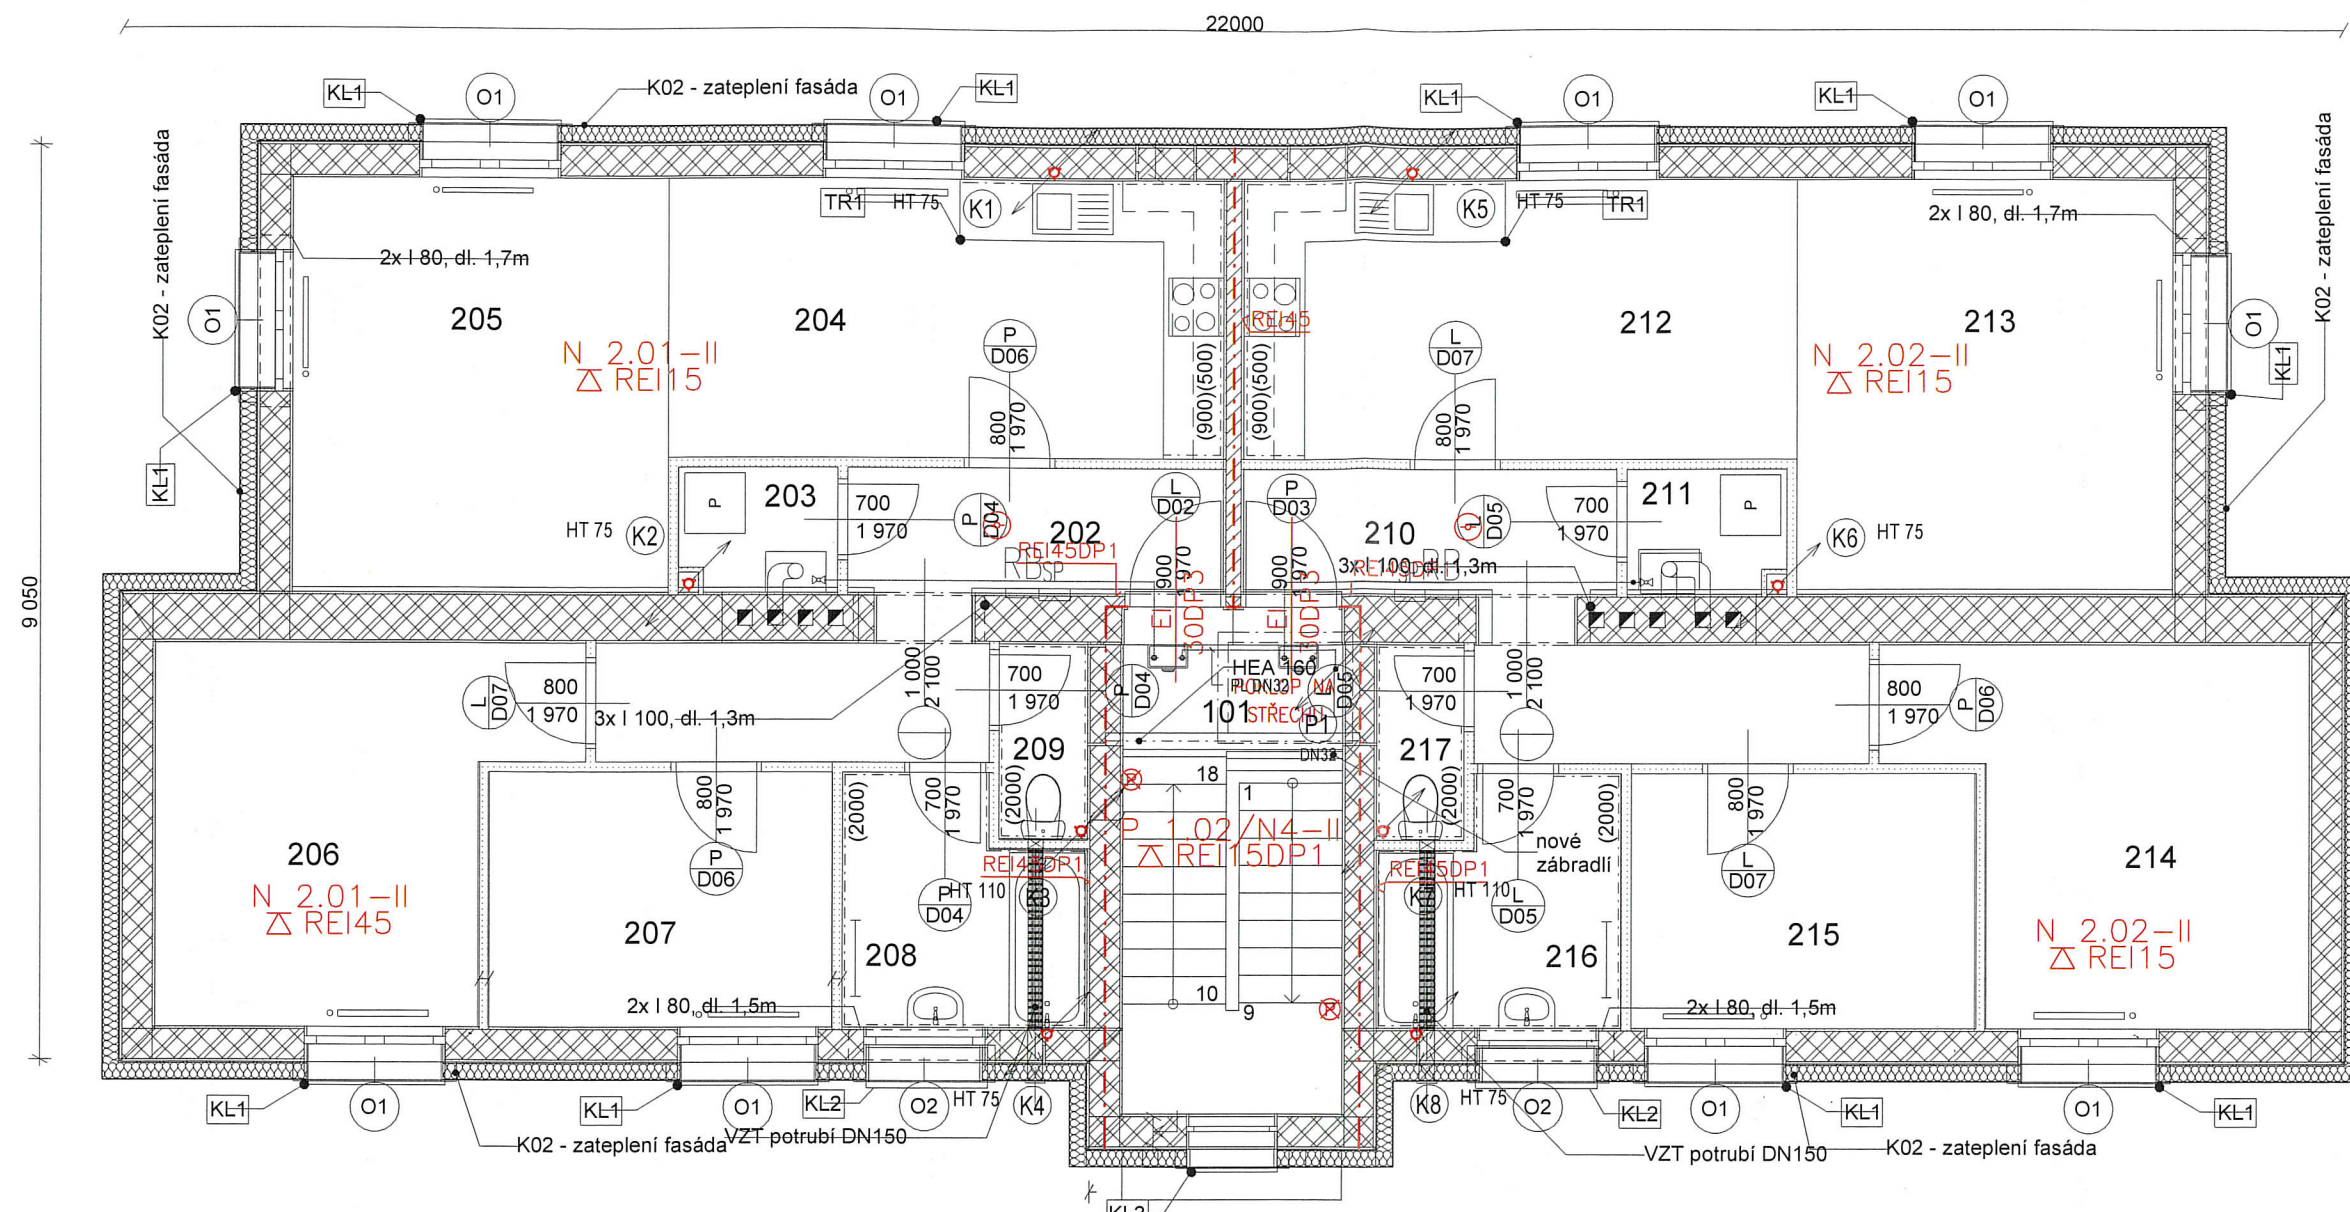 22000
KL1
O1
K02 - zateplení fasáda
O1
KL1
KL1
O1
KL1
O1
K02 - zateplení fasáda
K02 - zateplení fasáda
9 050
TR1
HT 75
K1
K5
HT 75
TR1
2x I 80, dl. 1,7m
2x I 80, dl. 1,7m
O1
O1
KL1
KL1
205
204
212
213
REI45
N 2.01-II
REI15
N 2.02-II
REI15
P
D06
L
D07
800
1 970
(900)(500)
(900)(500)
800
1 970
203
P
700
1 970
P
D04
202
L
D02
P
D03
210
L
D05
700
1 970
211
P
HT 75
K2
K6
HT 75
REI45DP1
RB
SP
900
1 970
EI
30DP3
900
1 970
EI
30DP3
3x I 100, dl. 1,3m
RB
L
D07
800
1 970
3x I 100, dl. 1,3m
1 000
2 100
700
1 970
P
D04
HEA 160
DN32
POKLOP NA
STŘECHU
101
P1
DN32
L
D05
700
1 970
1 000
2 100
800
1 970
P
D06
209
(2000)
217
(2000)
18
1
P 1.02/N4-II
REI15DP1
10
9
nové
zábradlí
206
N 2.01-II
REI45
207
800
1 970
P
D06
(2000)
700
1 970
P
D04
HT 110
K3
REI45DP1
208
REI45DP1
K7
HT 110
L
D05
700
1 970
(2000)
216
800
1 970
L
D07
215
214
N 2.02-II
REI15
2x I 80, dl. 1,5m
2x I 80, dl. 1,5m
KL1
O1
KL1
O1
KL2
O2
HT 75
K4
K8
HT 75
O2
KL2
O1
KL1
O1
KL1
K02 - zateplení fasáda
VZT potrubí DN150
VZT potrubí DN150
K02 - zateplení fasáda